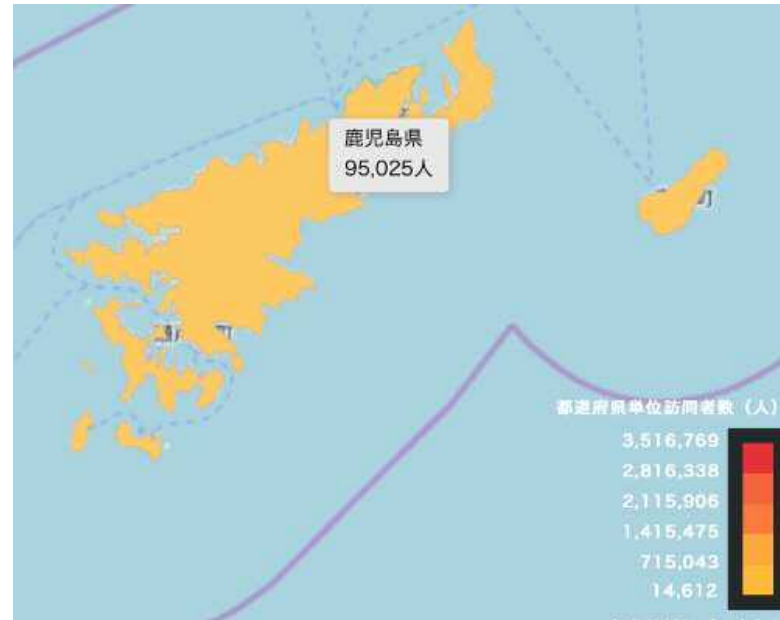 鹿児島県
95,025人
町
都道府県単位訪問者数（人）
3,516,769
2,816,338
2,115,906
1,415,475
715,043
14,612